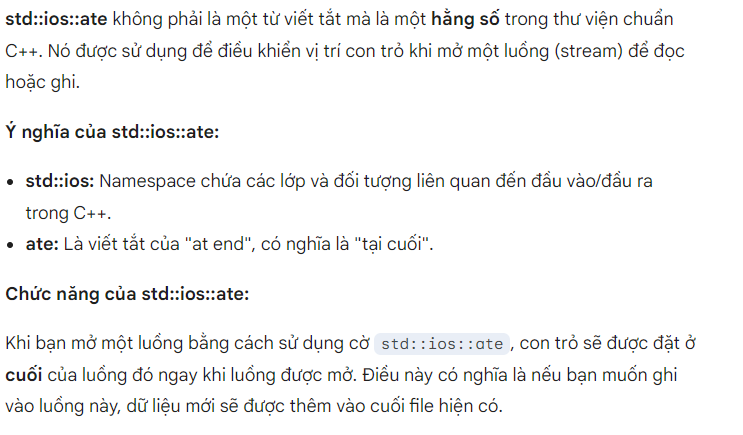 std::ios::ate không phải là một từ viết tắt mà là một hằng số trong thư viện chuẩn
C++. Nó được sử dụng để điều khiển vị trí con trỏ khi mở một luồng (stream) để đọc
hoặc ghi.
Ý nghĩa của std::ios::ate:
• std::ios: Namespace chứa các lớp và đối tượng liên quan đến đầu vào/đầu ra
trong C++.
• ate: Là viết tắt của "at end", có nghĩa là "tại cuối".
Chức năng của std::ios::ate:
Khi bạn mở một luồng bằng cách sử dụng cờ std::ios::ate, con trỏ sẽ được đặt ở
cuối của luồng đó ngay khi luồng được mở. Điều này có nghĩa là nếu bạn muốn ghi
vào luồng này, dữ liệu mới sẽ được thêm vào cuối file hiện có.